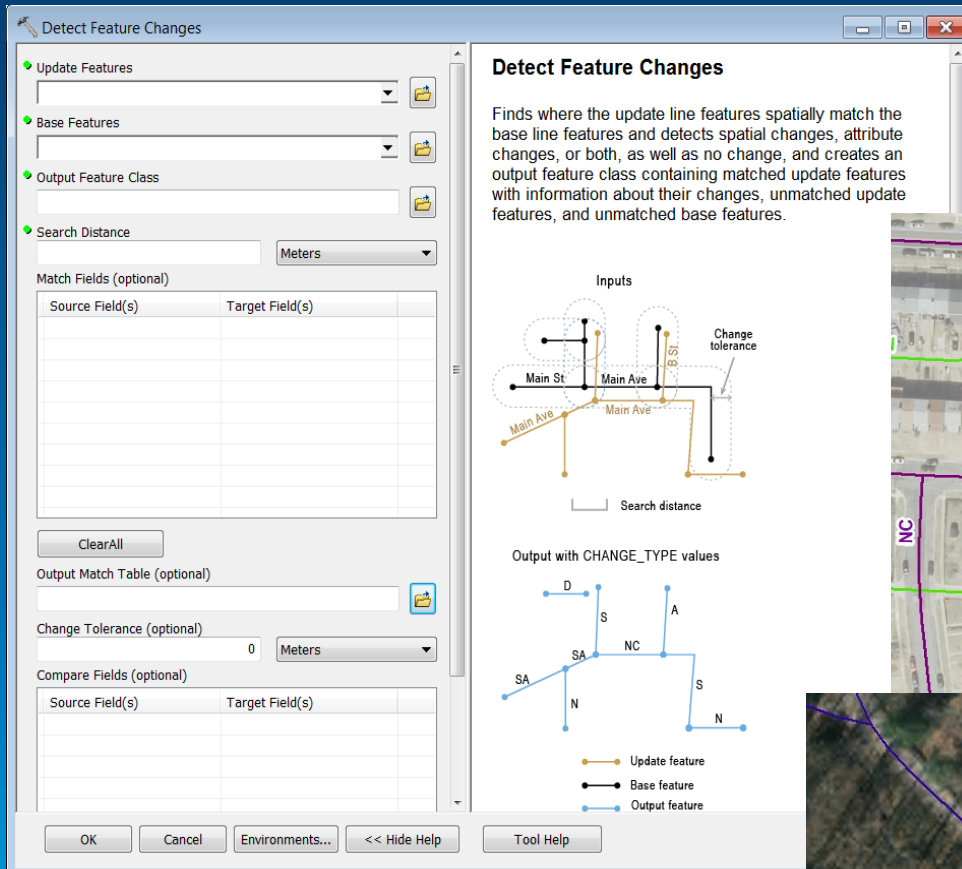 Detect Feature Changes
Update Features
Base Features
Output Feature Class
Search Distance
Meters
Match Fields (optional)
Source Field(s) Target Field(s)
ClearAll
Output Match Table (optional)
Change Tolerance (optional)
0 Meters
Compare Fields (optional)
Source Field(s) Target Field(s)
OK Cancel Environments... << Hide Help Tool Help
Detect Feature Changes
Finds where the update line features spatially match the
base line features and detects spatial changes, attribute
changes, or both, as well as no change, and creates an
output feature class containing matched update features
with information about their changes, unmatched update
features, and unmatched base features.
Inputs
Change
tolerance
B St
Main St Main Ave
Main Ave Main Ave
Search distance
Output with CHANGE_TYPE values
D
S A
NC
SA
SA S
N N
Update feature
Base feature
Output feature
NC